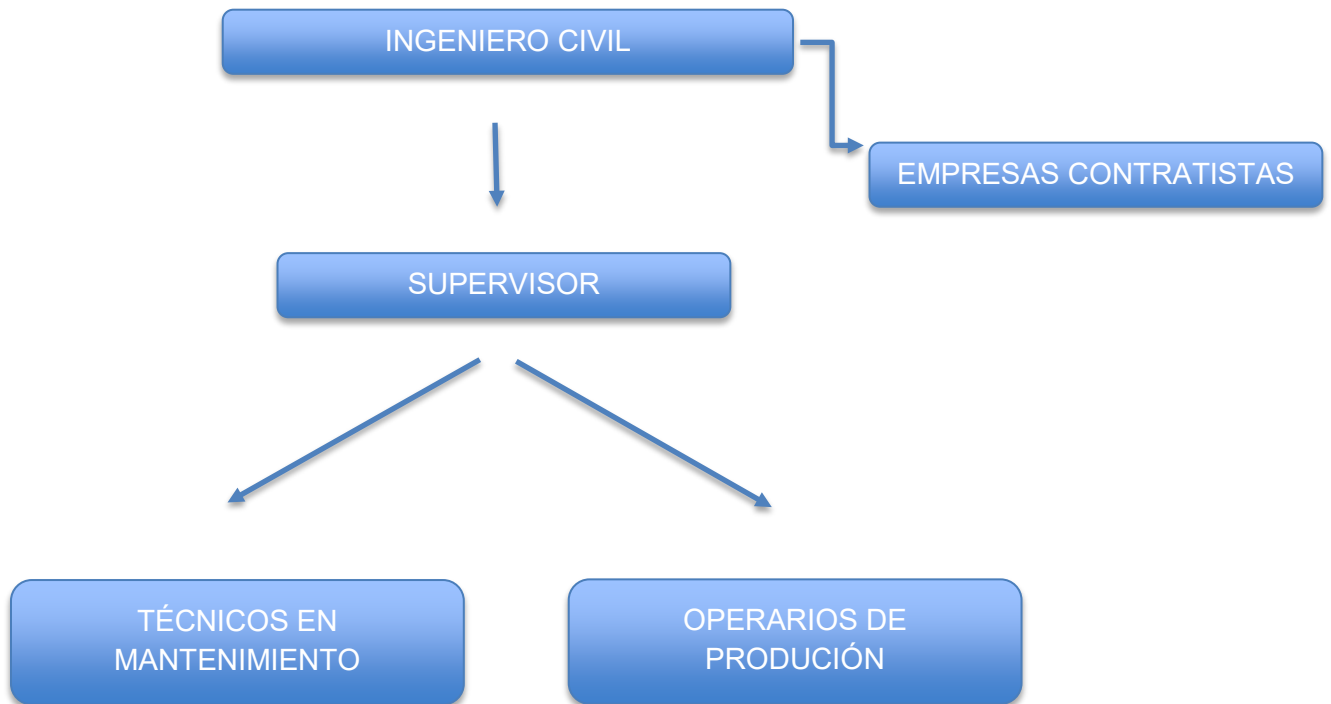 INGENIERO CIVIL
EMPRESAS CONTRATISTAS
SUPERVISOR
TÉCNICOS EN
MANTENIMIENTO
OPERARIOS DE
PRODUCIÓN